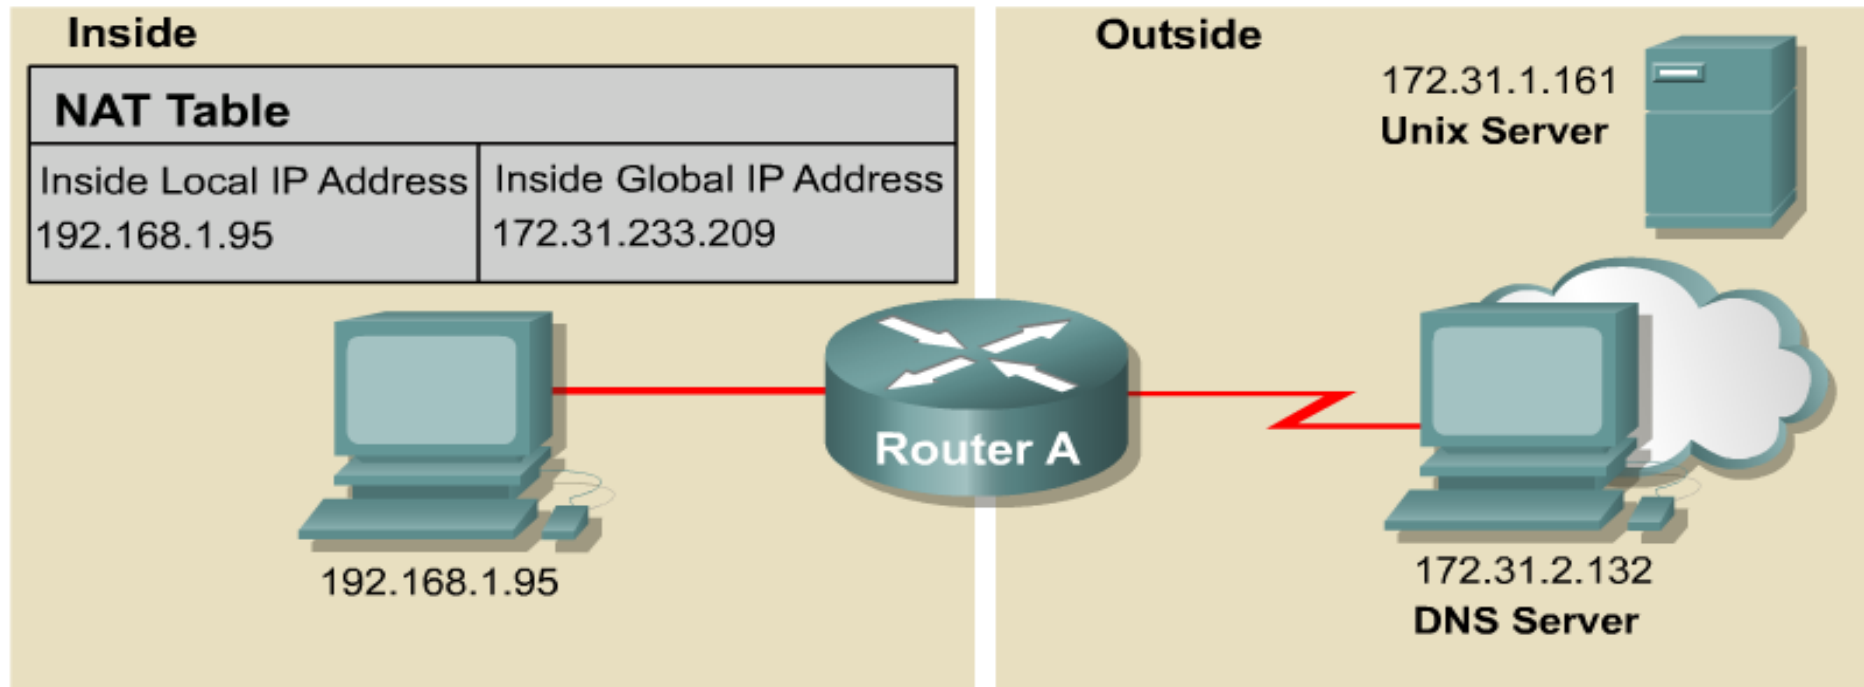 Inside
NAT Table
Inside Local IP Address
192.168.1.95
Inside Global IP Address
172.31.233.209
192.168.1.95
Router A
Outside
172.31.1.161
Unix Server
172.31.2.132
DNS Server